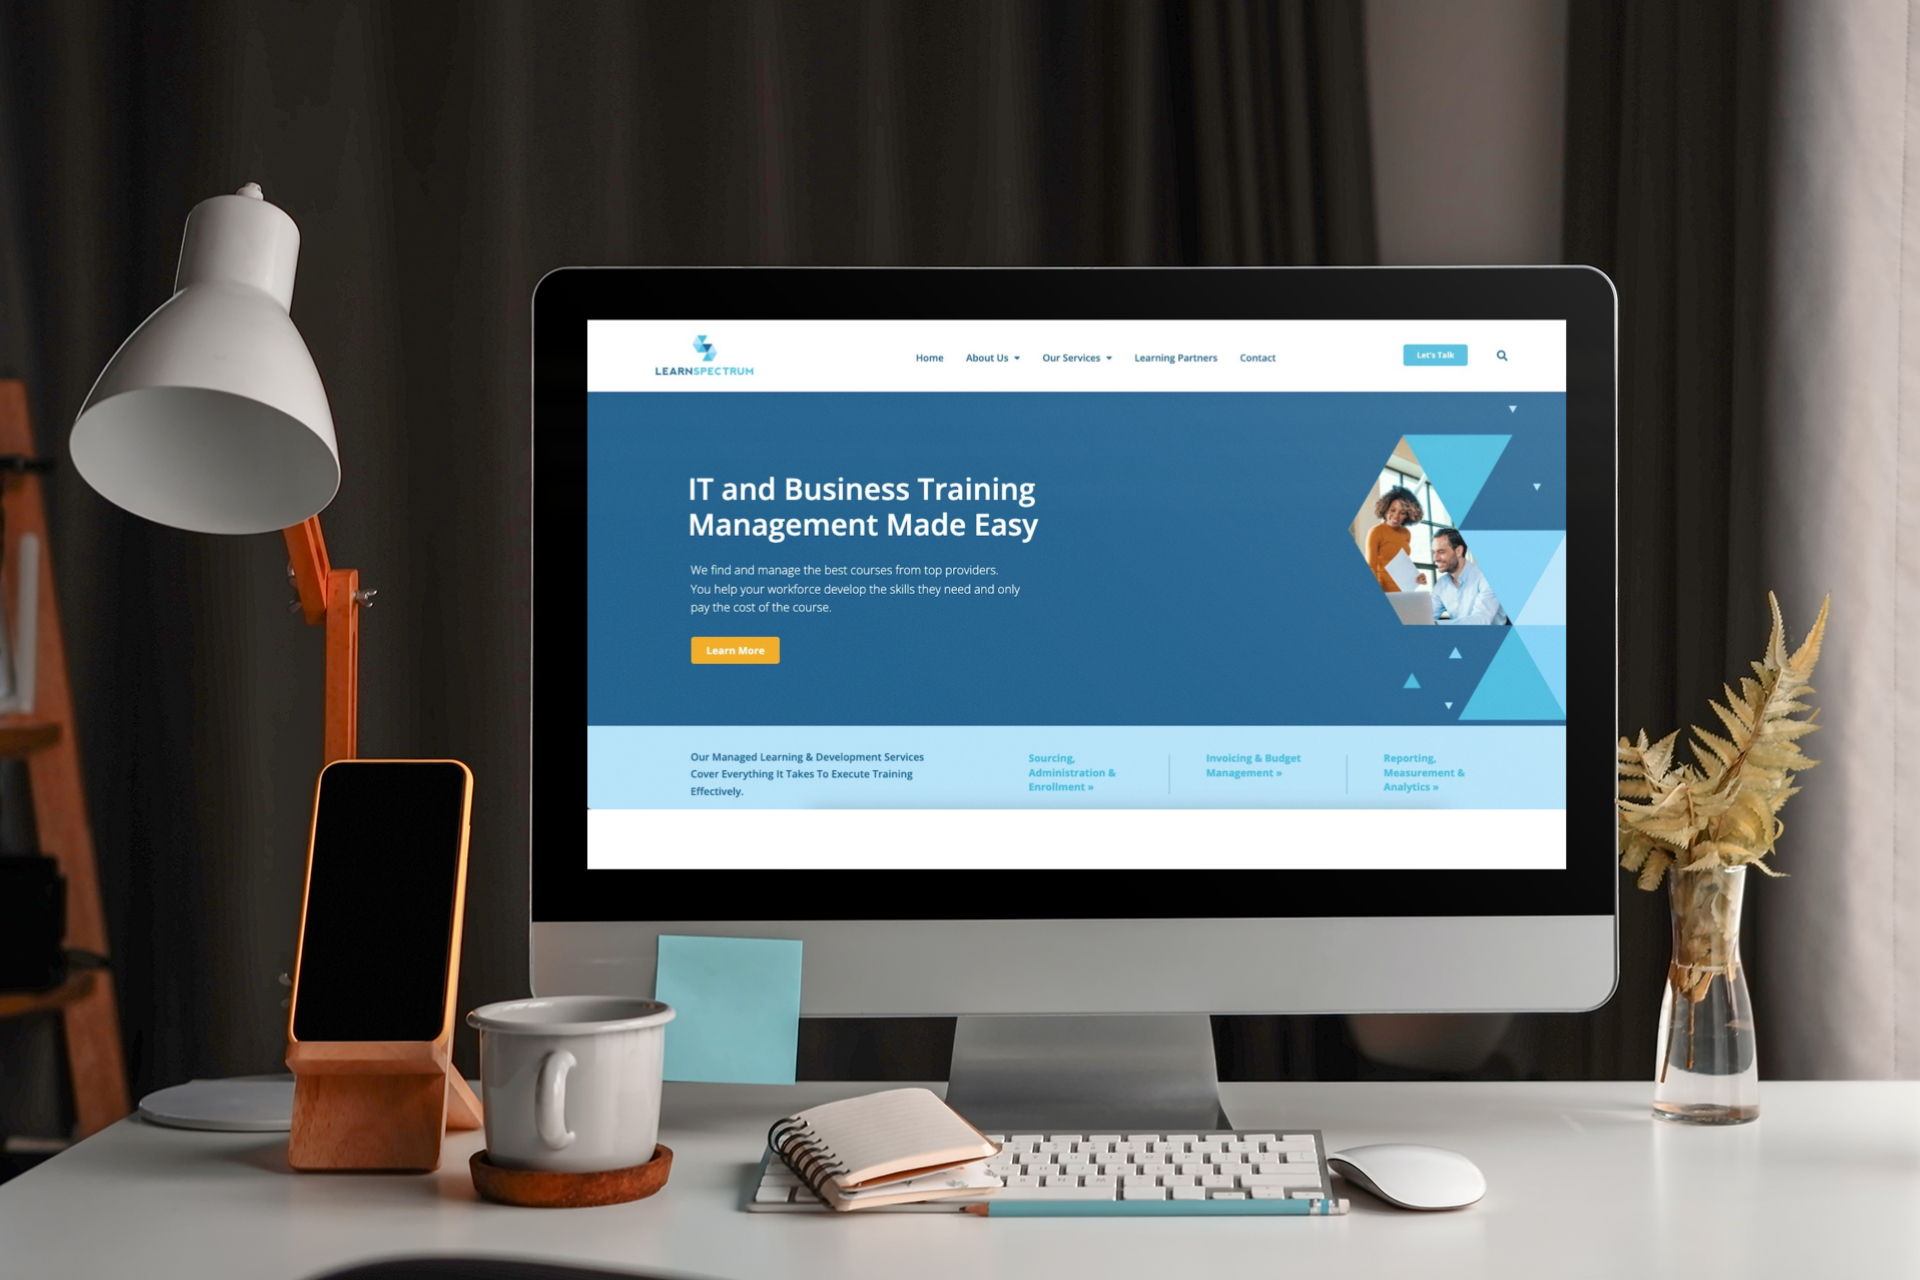 LEARNSPECTRUM
Home
About Us
Our Services
Learning Partners
Contact
Let's Talk
IT and Business Training
Management Made Easy
We find and manage the best courses from top providers.
You help your workforce develop the skills they need and only
pay the cost of the course.
Learn More
Our Managed Learning & Development Services
Cover Everything It Takes To Execute Training
Effectively.
Sourcing,
Administration &
Enrollment »
Invoicing & Budget
Management »
Reporting,
Measurement &
Analytics »